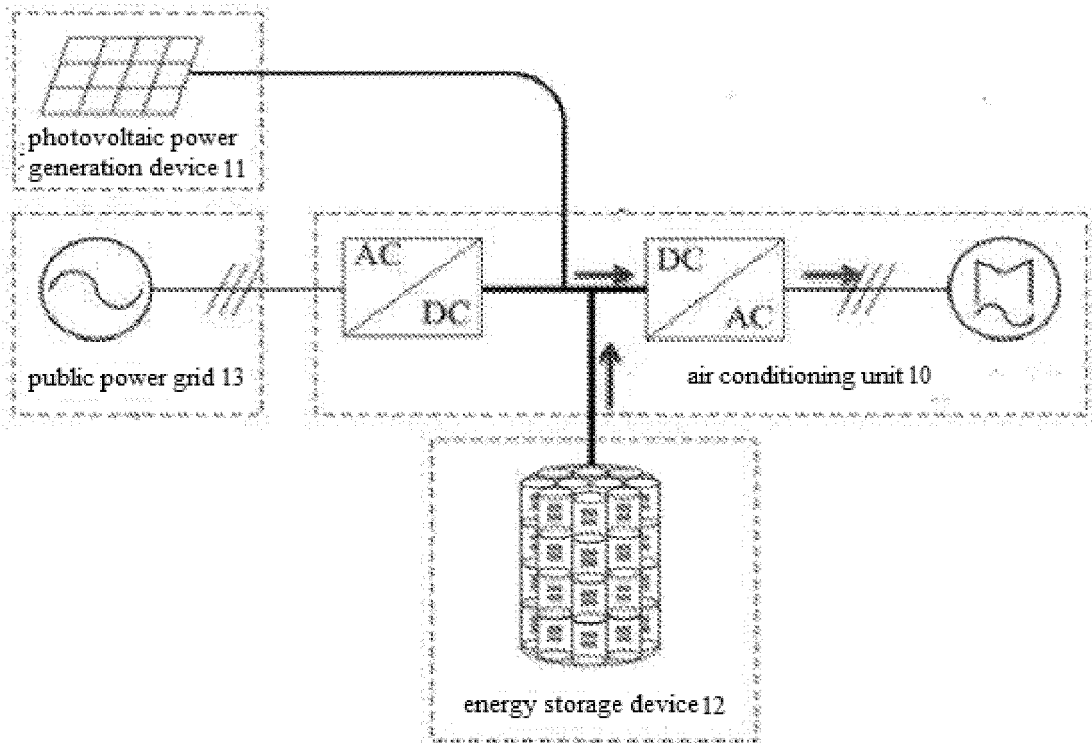 photovoltaic power
generation device 11
AC
DC
DC
AC
public power grid 13
air conditioning unit 10
energy storage device 12